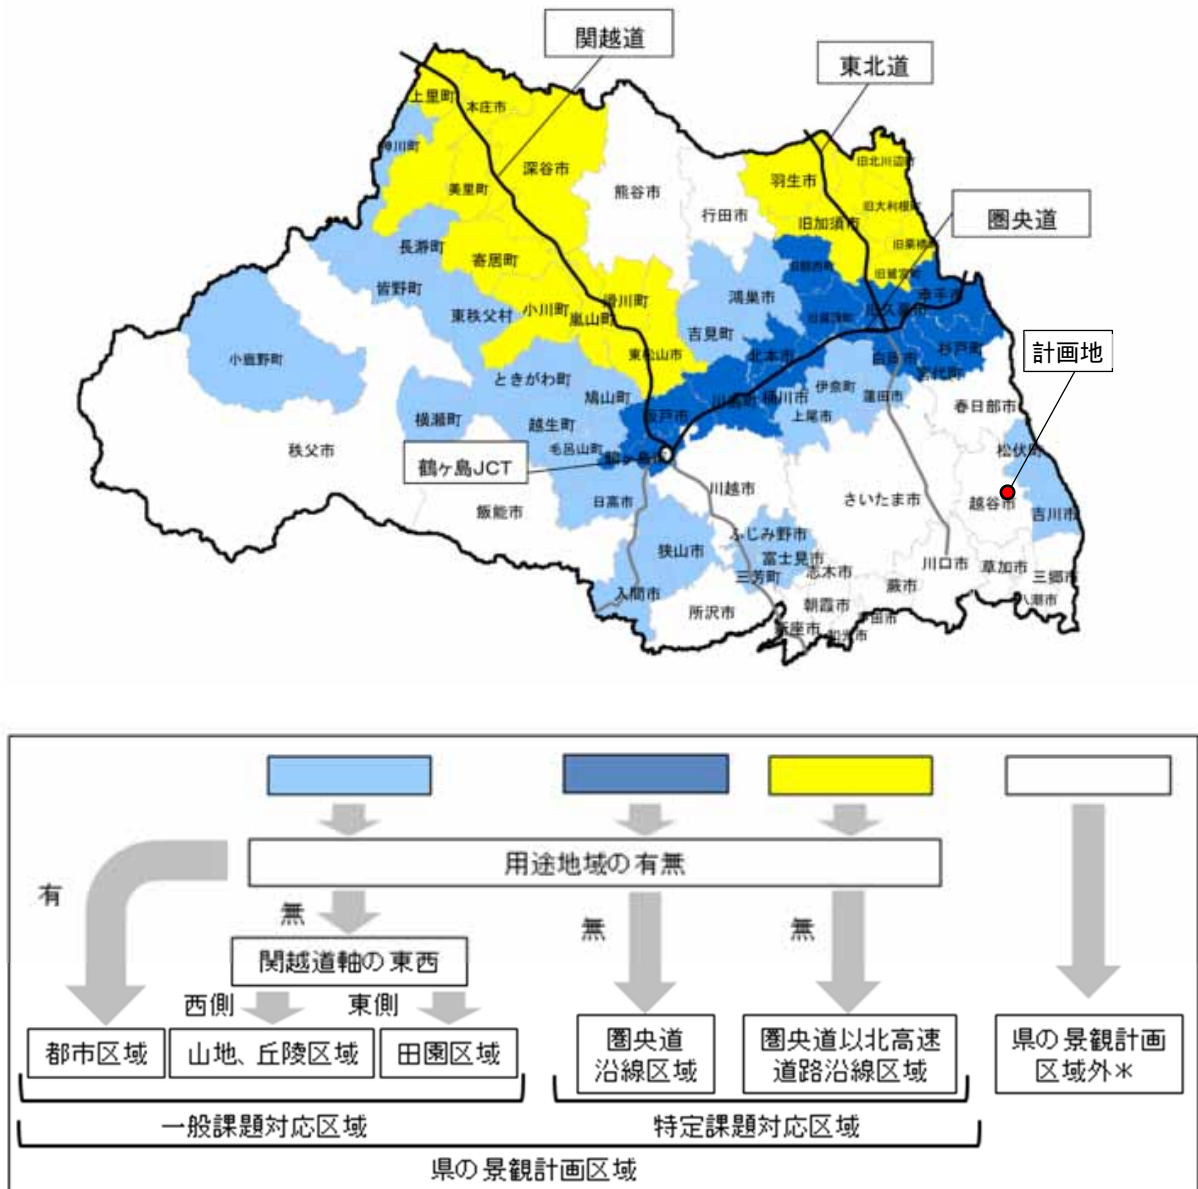 関越道
東北道
上里町
本庄市
神川町
深谷市
美里町
熊谷市
行田市
羽生市
旧北川辺町
旧大利根町
旧加須市
旧栗橋町
旧鷲宮町
圏央道
長瀞町
寄居町
皆野町
小川町
嵐山町
滑川町
東秩父村
東松山市
鴻巣市
吉見町
北本市
幸手市
旧久喜市
白岡市
杉戸町
宮代町
計画地
小鹿野町
ときがわ町
鳩山町
坂戸市
川島町
桶川市
伊奈町
蓮田市
上尾市
春日部市
松伏町
横瀬町
越生町
毛呂山町
秩父市
鶴ヶ島JCT
川越市
さいたま市
越谷市
吉川市
日高市
飯能市
ふじみ野市
富士見市
狭山市
三芳町
志木市
川口市
草加市
三郷市
入間市
所沢市
朝霞市
蕨市
八潮市
戸田市
新座市
和光市
用途地域の有無
有
無
無
無
関越道軸の東西
西側
東側
都市区域
山地、丘陵区域
田園区域
圏央道
沿線区域
圏央道以北高速
道路沿線区域
県の景観計画
区域外*
一般課題対応区域
特定課題対応区域
県の景観計画区域